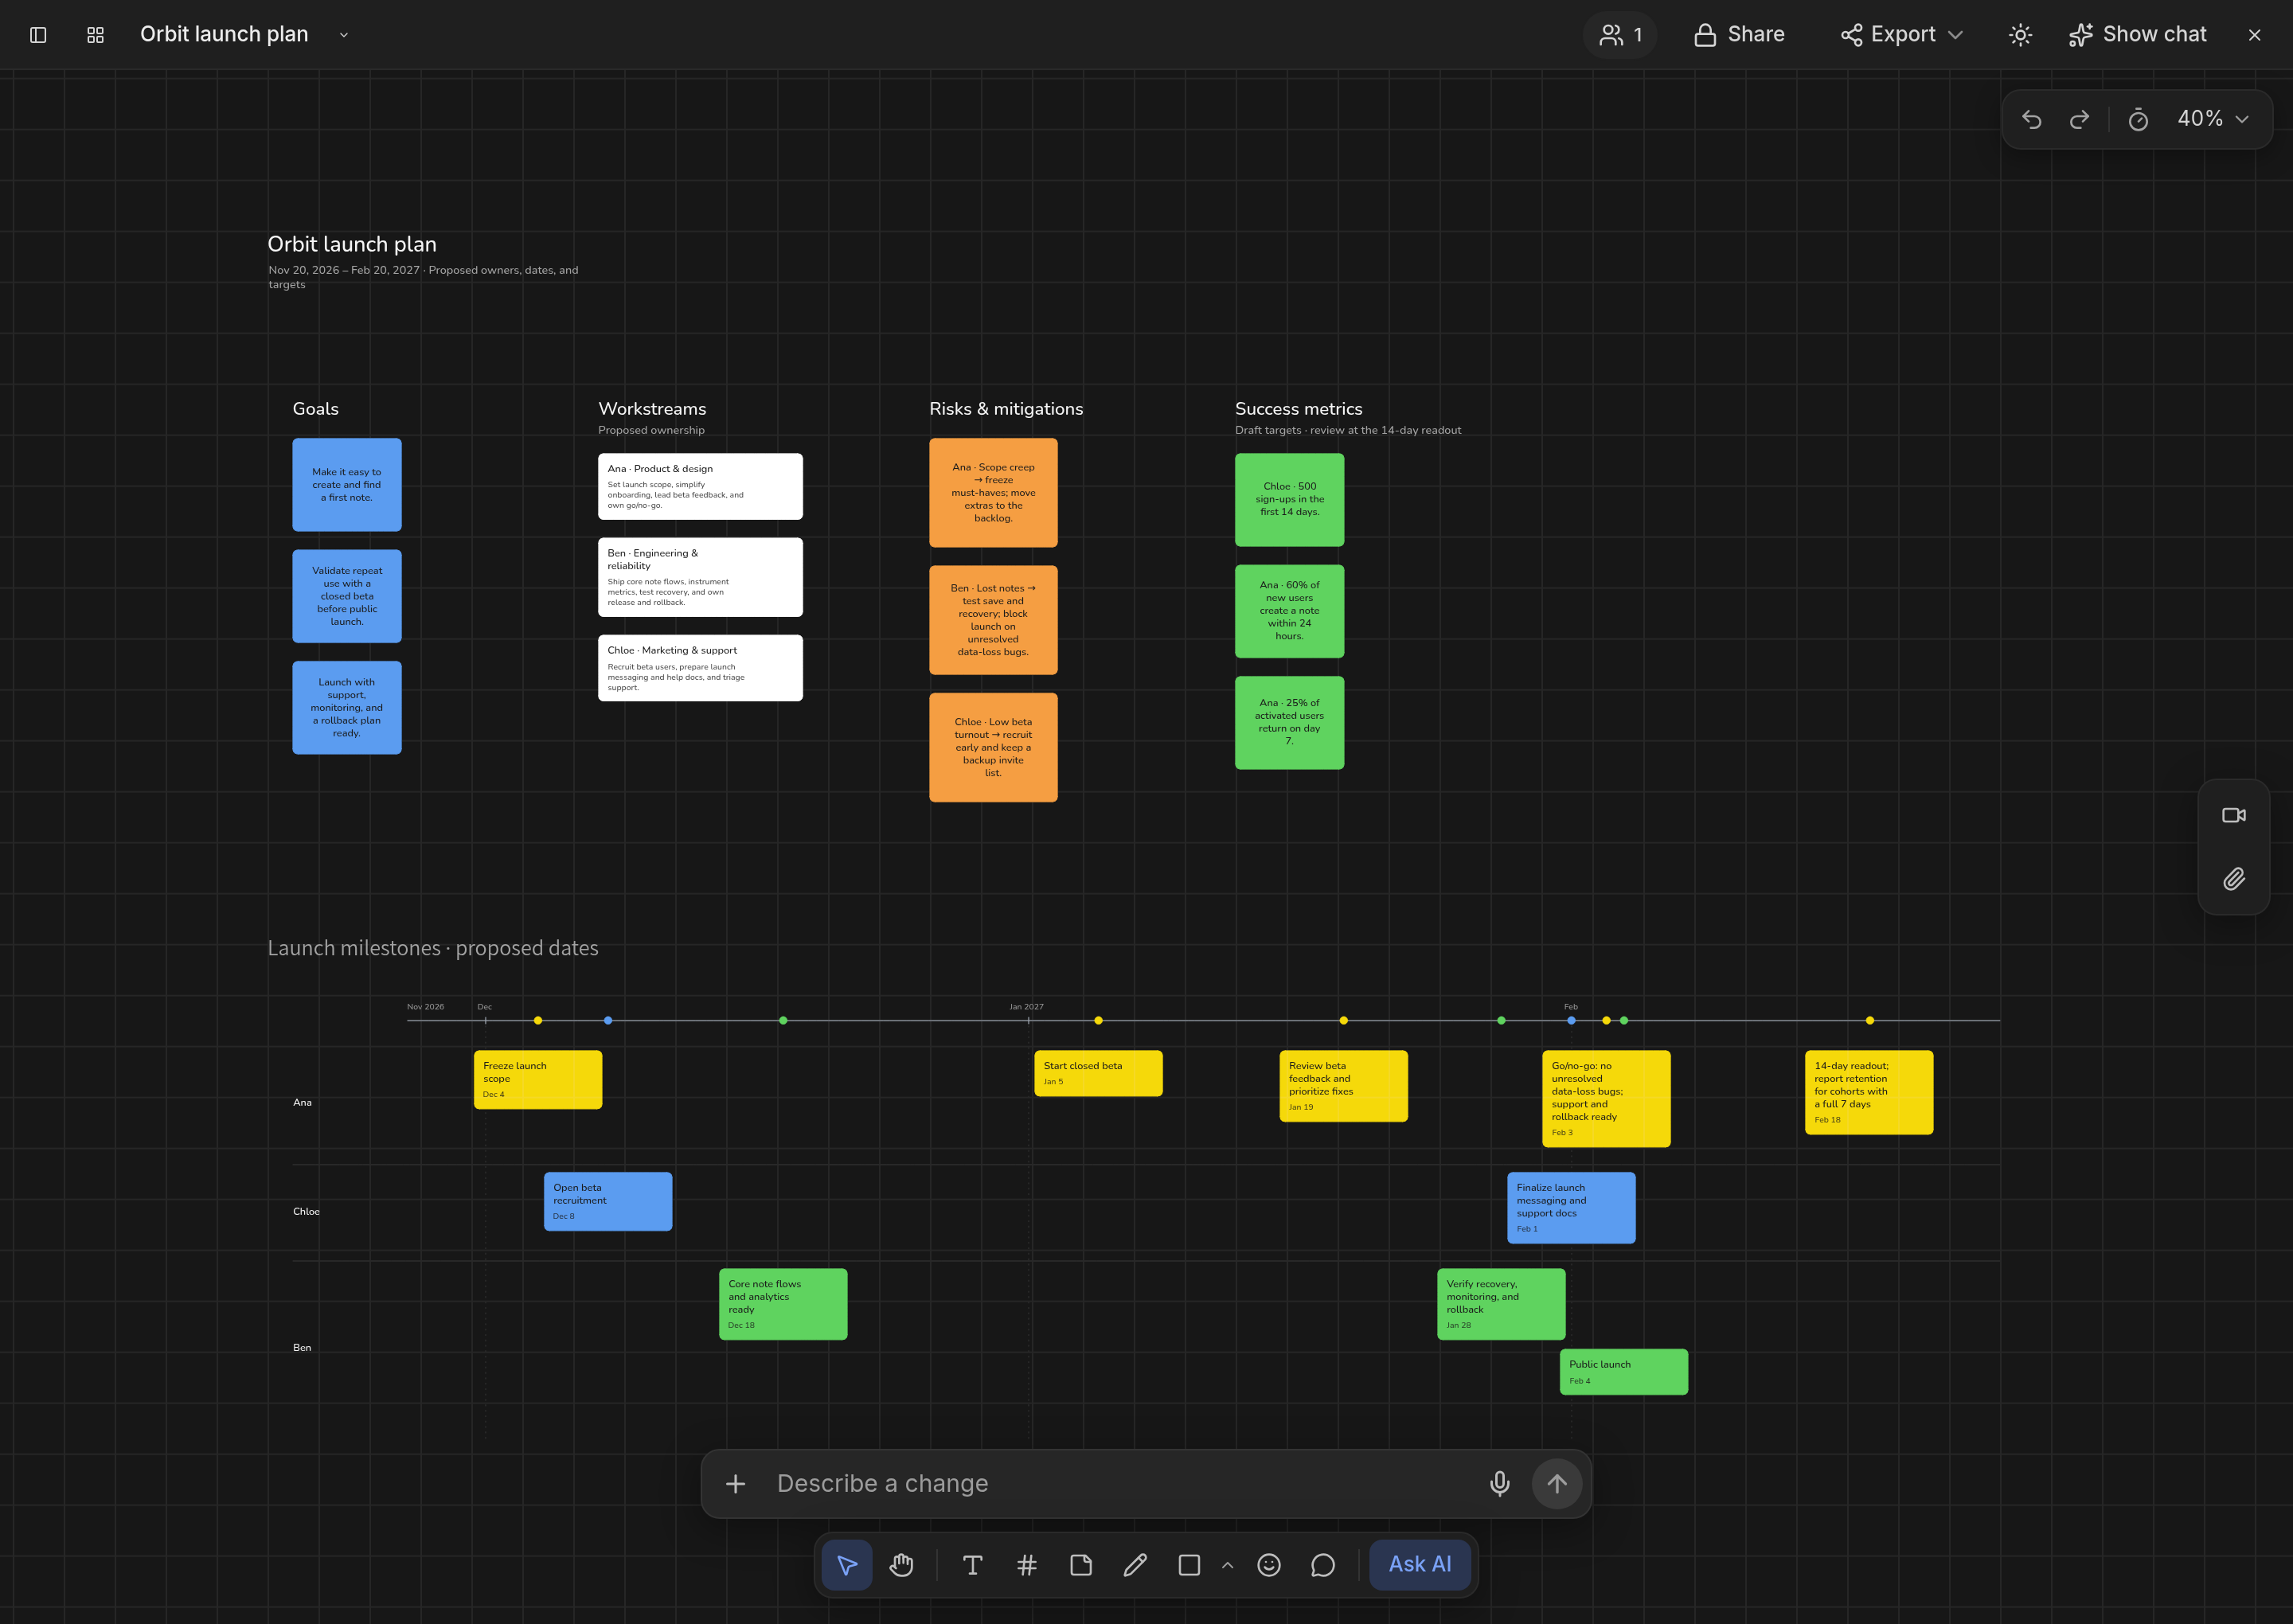 Orbit launch plan
1
Share
Export
Show chat
40%
Orbit launch plan
Nov 20, 2026 – Feb 20, 2027 · Proposed owners, dates, and
targets
Goals
Make it easy to
create and find
a first note.
Validate repeat
use with a
closed beta
before public
launch.
Launch with
support,
monitoring, and
a rollback plan
ready.
Workstreams
Proposed ownership
Ana · Product & design
Set launch scope, simplify
onboarding, lead beta feedback, and
own go/no-go.
Ben · Engineering &
reliability
Ship core note flows, instrument
metrics, test recovery, and own
release and rollback.
Chloe · Marketing & support
Recruit beta users, prepare launch
messaging and help docs, and triage
support.
Risks & mitigations
Ana · Scope creep
→ freeze
must-haves; move
extras to the
backlog.
Ben · Lost notes →
test save and
recovery; block
launch on
unresolved
data-loss bugs.
Chloe · Low beta
turnout → recruit
early and keep a
backup invite
list.
Success metrics
Draft targets · review at the 14-day readout
Chloe · 500
sign-ups in the
first 14 days.
Ana · 60% of
new users
create a note
within 24
hours.
Ana · 25% of
activated users
return on day
7.
Launch milestones · proposed dates
Nov 2026
Dec
Jan 2027
Feb
Ana
Freeze launch
scope
Dec 4
Start closed beta
Jan 5
Review beta
feedback and
prioritize fixes
Jan 19
Go/no-go: no
unresolved
data-loss bugs;
support and
rollback ready
Feb 3
14-day readout;
report retention
for cohorts with
a full 7 days
Feb 18
Chloe
Open beta
recruitment
Dec 8
Finalize launch
messaging and
support docs
Feb 1
Ben
Core note flows
and analytics
ready
Dec 18
Verify recovery,
monitoring, and
rollback
Jan 28
Public launch
Feb 4
Describe a change
Ask AI